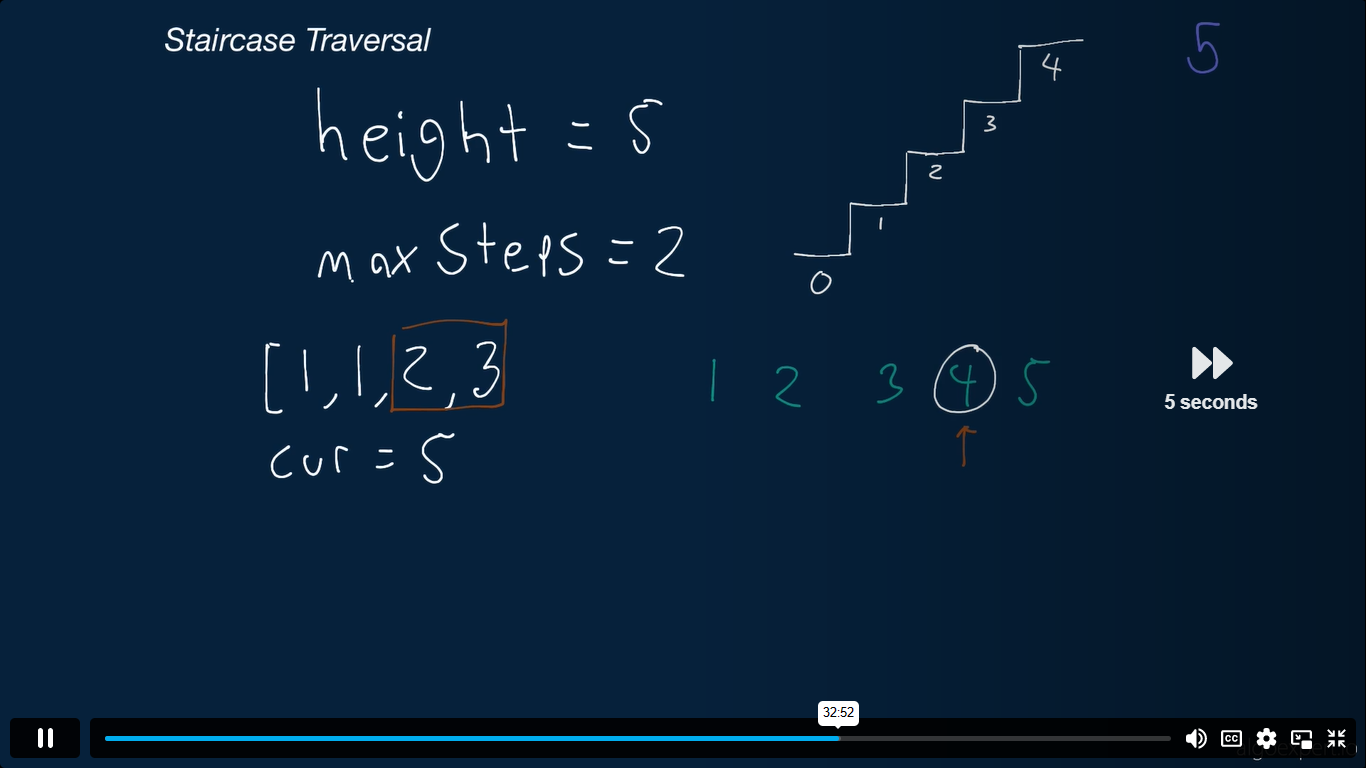 Staircase Traversal
5
height = 5
maxSteps = 2
4
3
2
1
0
[1,1,2,3
1 2 3 4 5
5 seconds
cur = 5
32:52
CC